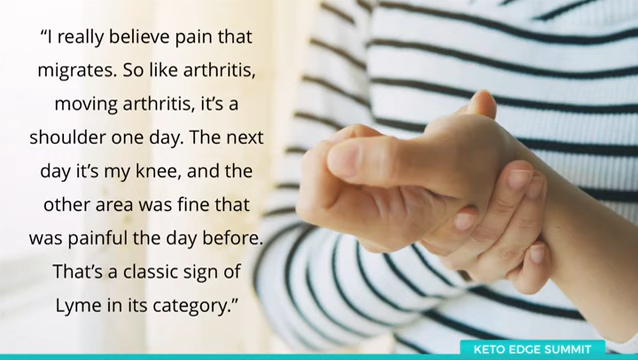 “I really believe pain that
migrates. So like arthritis,
moving arthritis, it’s a
shoulder one day. The next
day it’s my knee, and the
other area was fine that
was painful the day before.
That’s a classic sign of
Lyme in its category.”
KETO EDGE SUMMIT